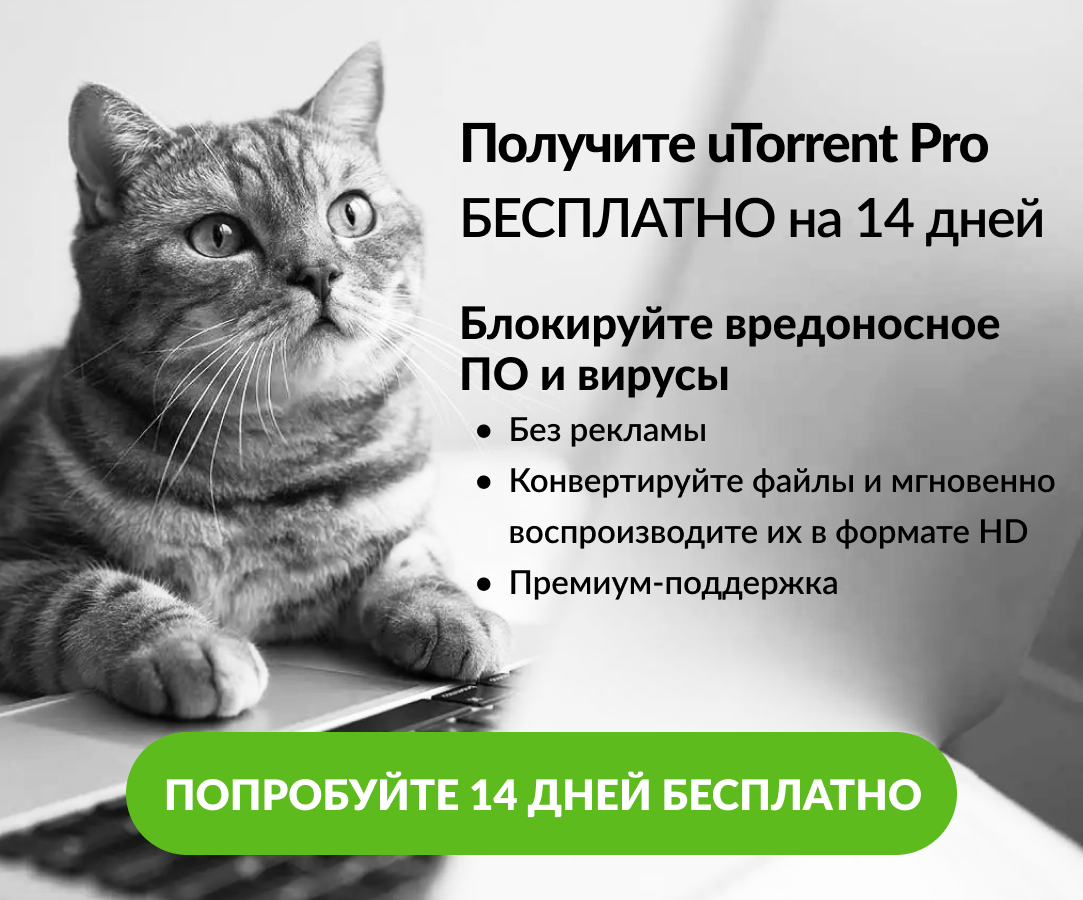 Получите uTorrent Pro
БЕСПЛАТНО на 14 дней
Блокируйте вредоносное
ПО и вирусы
• Без рекламы
• Конвертируйте файлы и мгновенно
воспроизводите их в формате HD
• Премиум-поддержка
ПОПРОБУЙТЕ 14 ДНЕЙ БЕСПЛАТНО